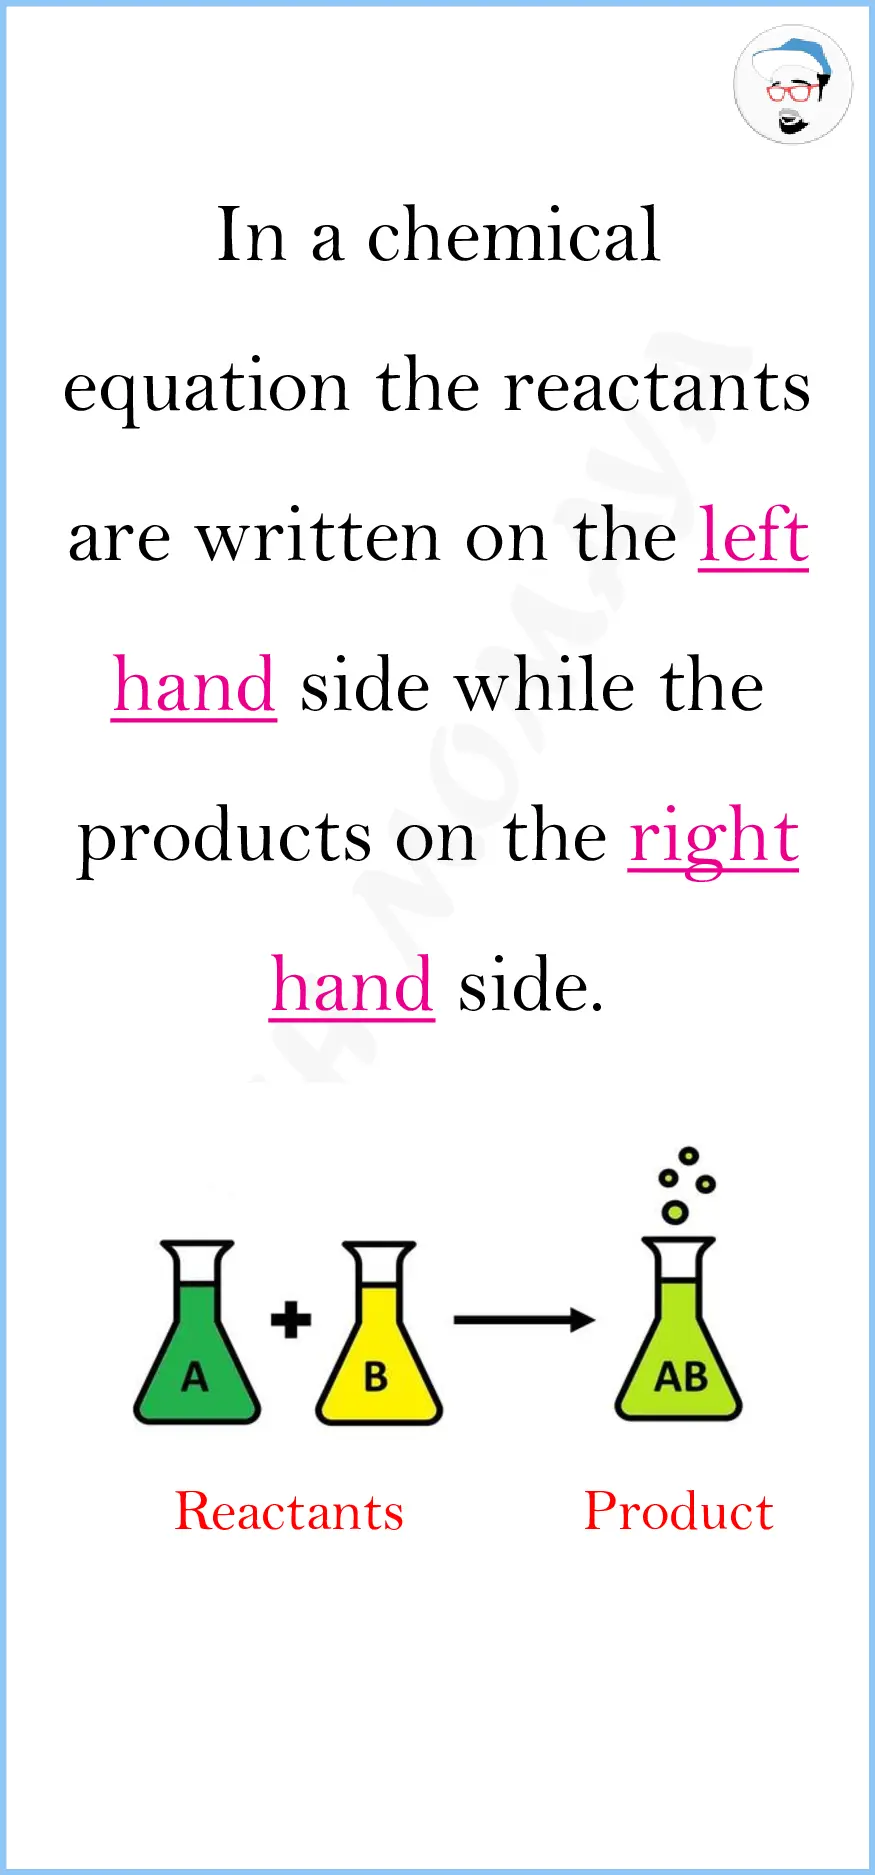 In a chemical
equation the reactants
are written on the left
hand side while the
products on the right
hand side.
A + B AB
Reactants Product